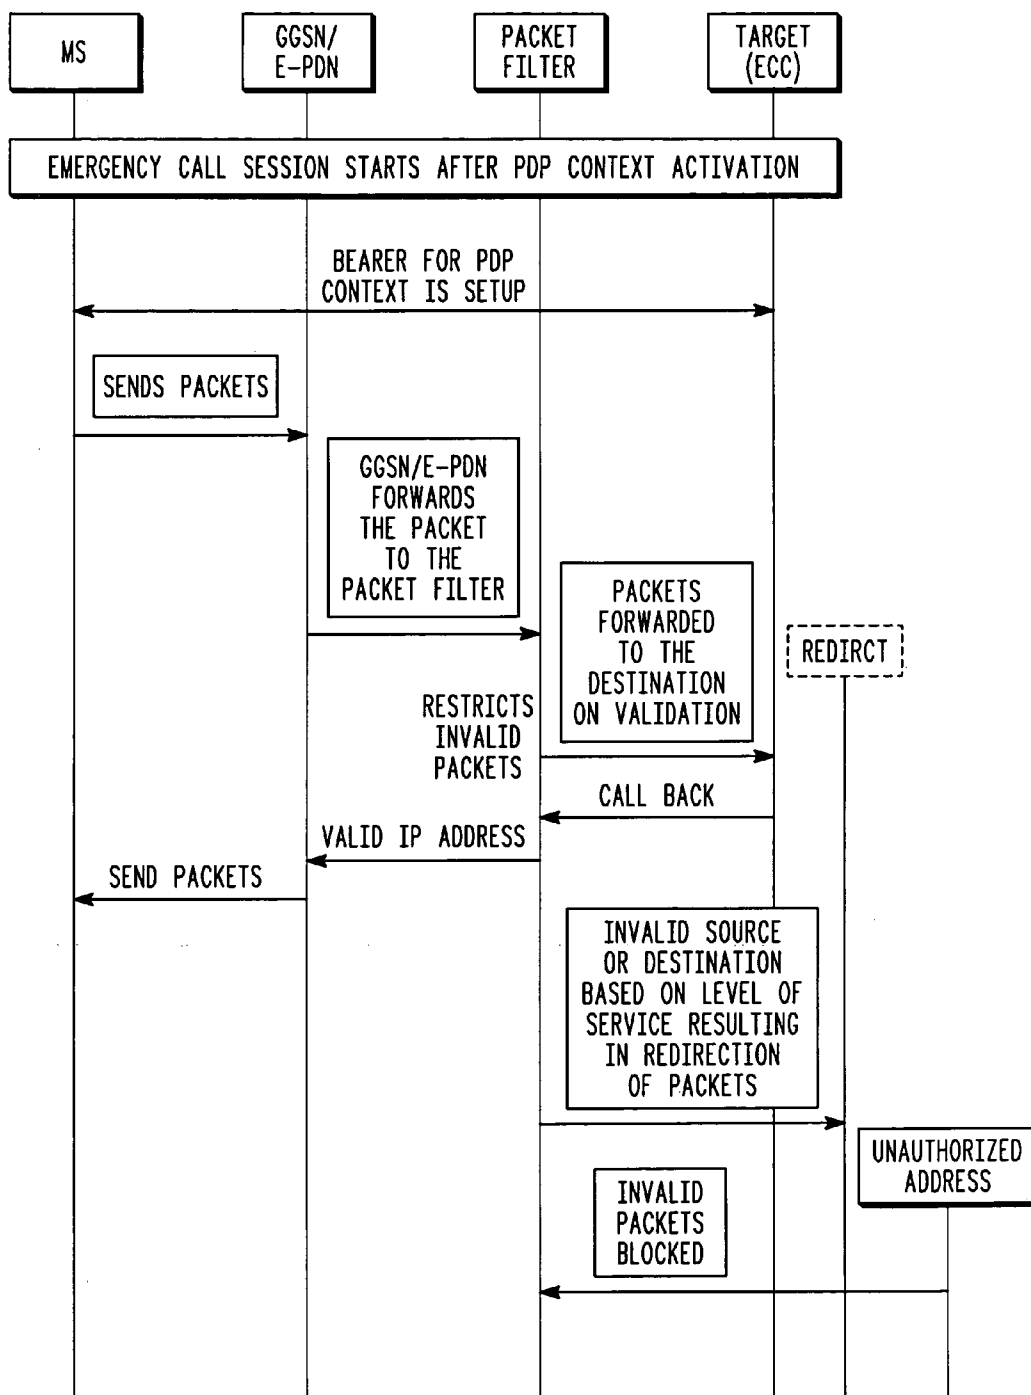 MS
GGSN/
E-PDN
PACKET
FILTER
TARGET
(ECC)
EMERGENCY CALL SESSION STARTS AFTER PDP CONTEXT ACTIVATION
BEARER FOR PDP
CONTEXT IS SETUP
SENDS PACKETS
GGSN/E-PDN
FORWARDS
THE PACKET
TO THE
PACKET FILTER
PACKETS
FORWARDED
TO THE
DESTINATION
ON VALIDATION
REDIRCT
RESTRICTS
INVALID
PACKETS
CALL BACK
VALID IP ADDRESS
SEND PACKETS
INVALID SOURCE
OR DESTINATION
BASED ON LEVEL OF
SERVICE RESULTING
IN REDIRECTION
OF PACKETS
UNAUTHORIZED
ADDRESS
INVALID
PACKETS
BLOCKED